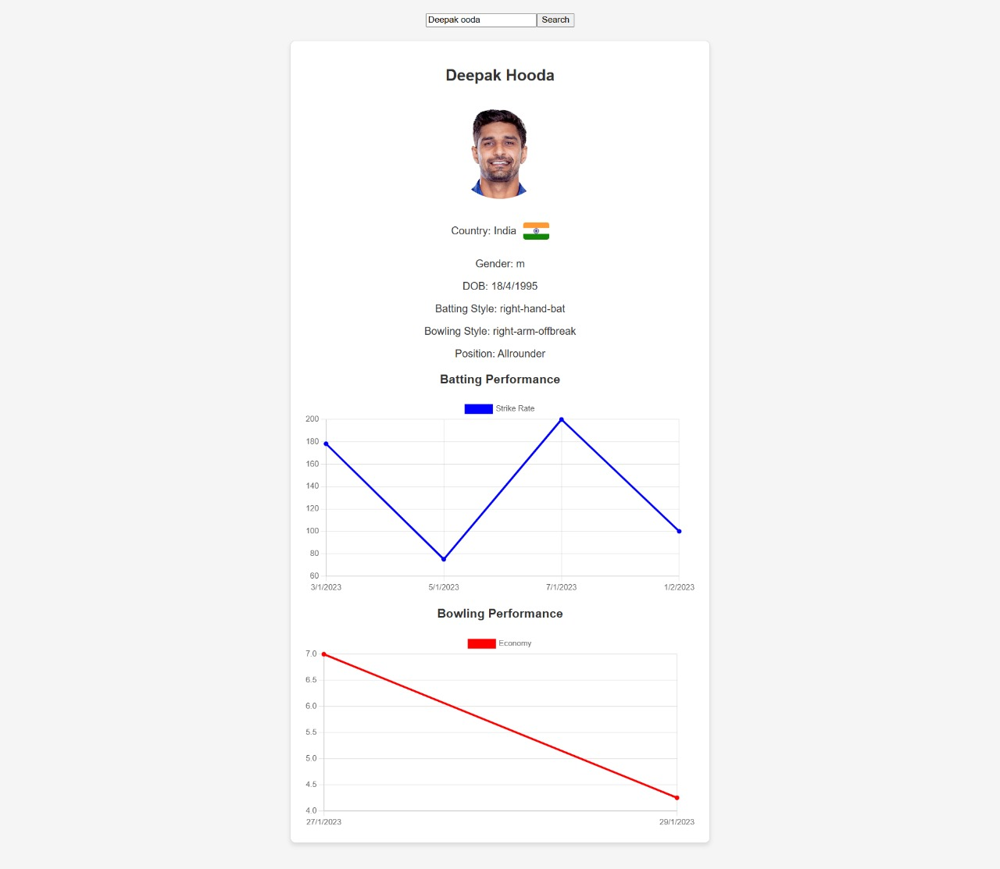 Deepak ooda Search
Deepak Hooda
Country: India
Gender: m
DOB: 18/4/1995
Batting Style: right-hand-bat
Bowling Style: right-arm-offbreak
Position: Allrounder
Batting Performance
Strike Rate
200
180
160
140
120
100
80
60
3/1/2023 5/1/2023 7/1/2023 1/2/2023
Bowling Performance
Economy
7.0
6.5
6.0
5.5
5.0
4.5
4.0
27/1/2023 29/1/2023